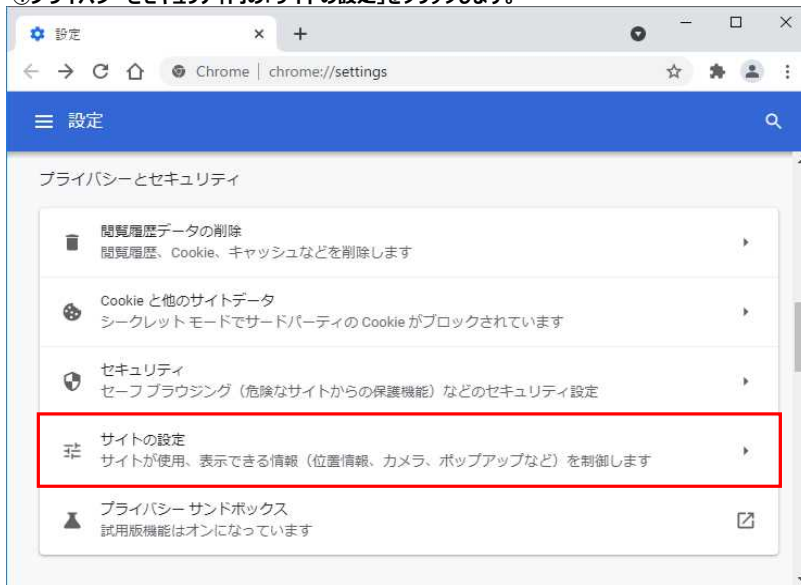 設定
Chrome | chrome://settings
設定
プライバシーとセキュリティ
閲覧履歴データの削除
閲覧履歴、Cookie、キャッシュなどを削除します
Cookie と他のサイトデータ
シークレット モードでサードパーティの Cookie がブロックされています
セキュリティ
セーフ ブラウジング（危険なサイトからの保護機能）などのセキュリティ設定
サイトの設定
サイトが使用、表示できる情報（位置情報、カメラ、ポップアップなど）を制御します
プライバシー サンドボックス
試用版機能はオンになっています